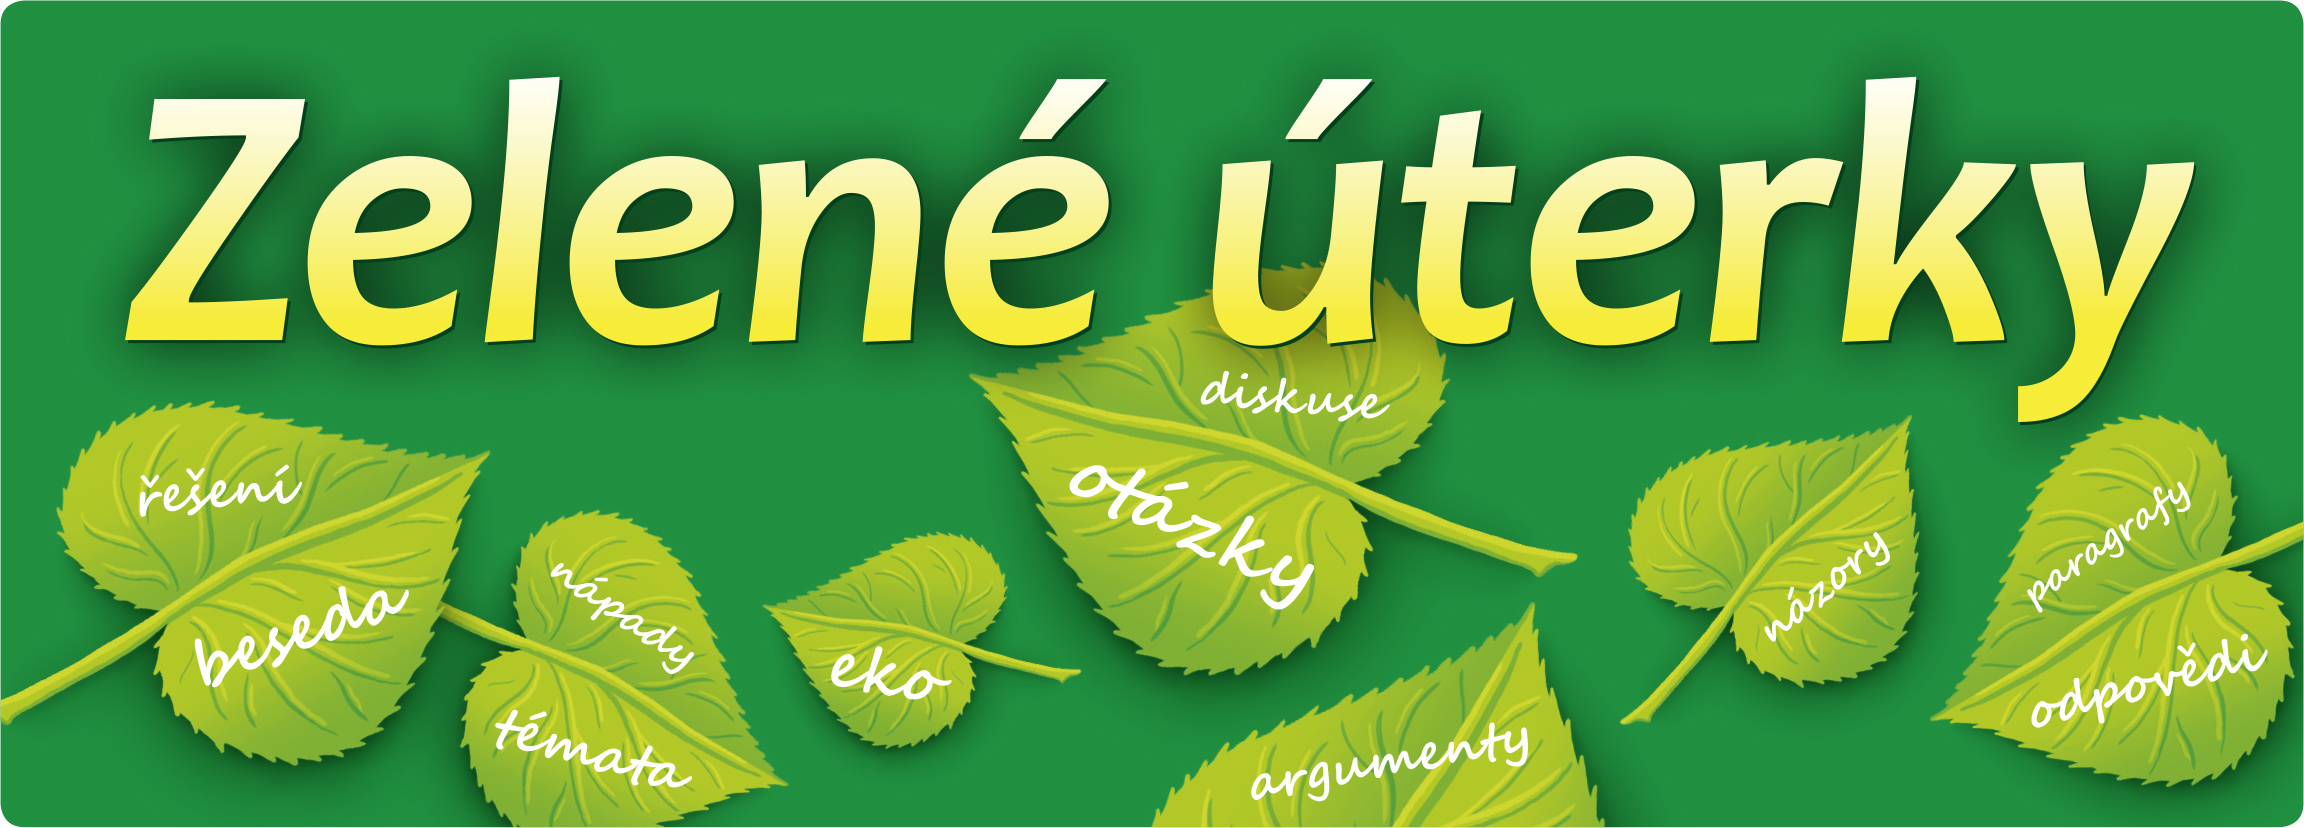 Zelené úterky
řešení
beseda
nápady
témata
eko
diskuse
otázky
argumenty
názory
paragrafy
odpovědi